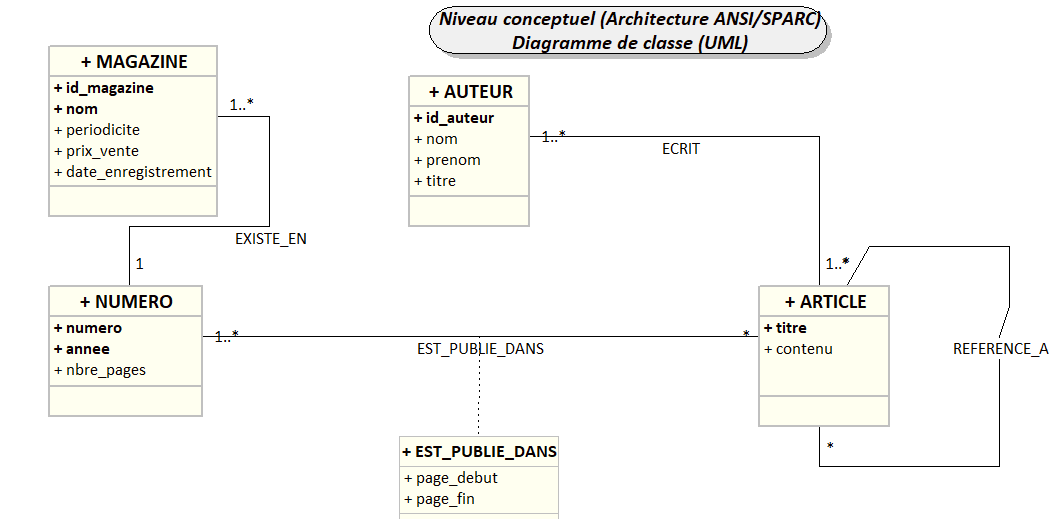 Niveau conceptuel (Architecture ANSI/SPARC)
Diagramme de classe (UML)
+ MAGAZINE
+ id_magazine
+ nom
+ periodicite
+ prix_vente
+ date_enregistrement
1..*
EXISTE_EN
1
+ AUTEUR
+ id_auteur
+ nom
+ prenom
+ titre
1..*
ECRIT
1..*
*
+ NUMERO
+ numero
+ annee
+ nbre_pages
1..*
EST_PUBLIE_DANS
*
+ ARTICLE
+ titre
+ contenu
REFERENCE_A
*
+ EST_PUBLIE_DANS
+ page_debut
+ page_fin